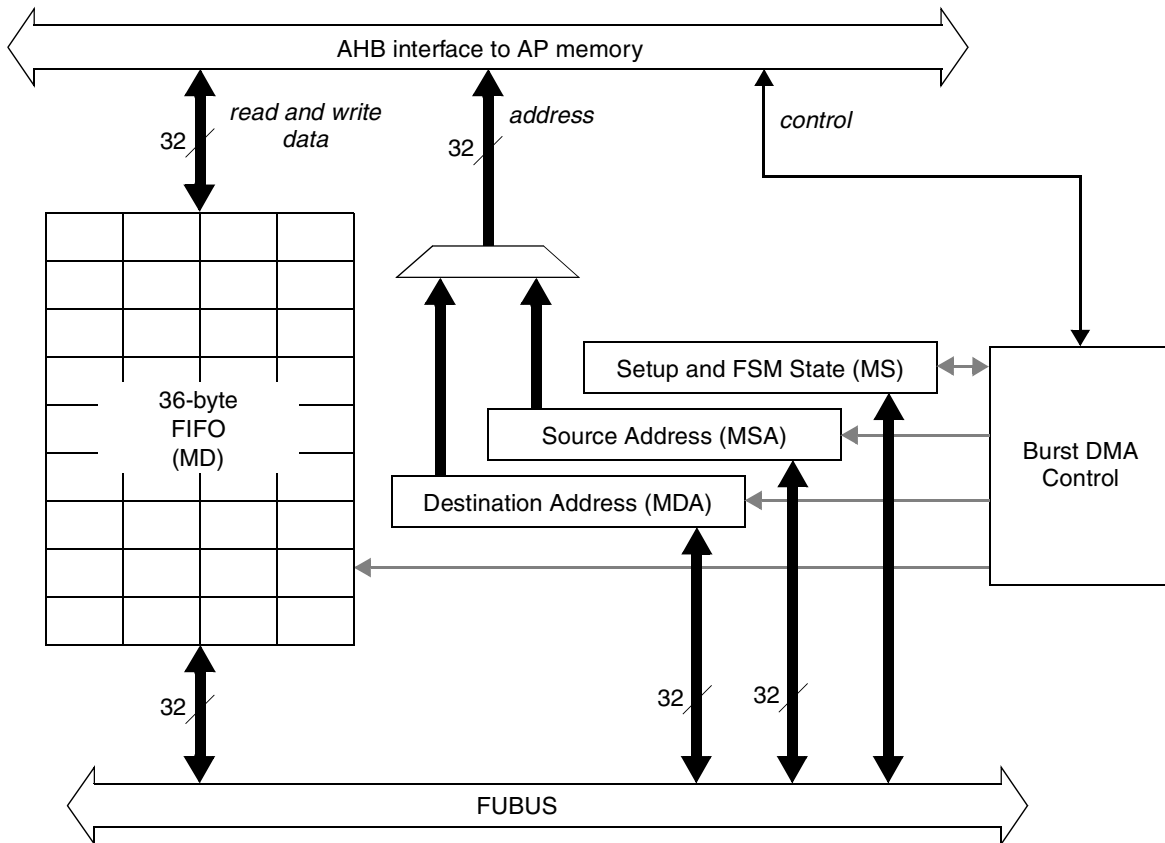 AHB interface to AP memory
read and write
data
32
address
32
control
Setup and FSM State (MS)
36-byte
FIFO
(MD)
Source Address (MSA)
Burst DMA
Control
Destination Address (MDA)
32
32
32
FUBUS